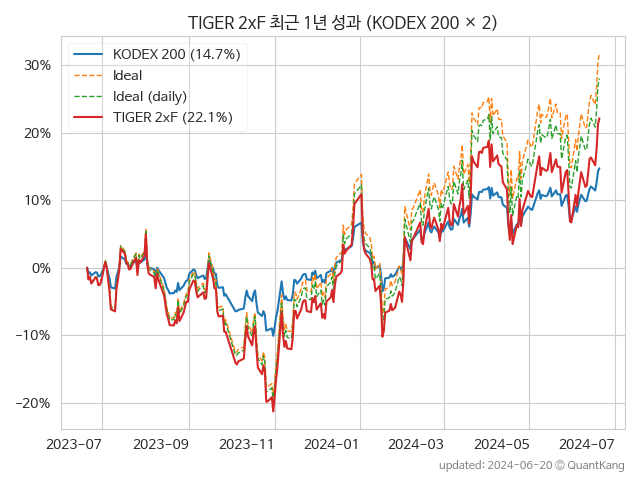 TIGER 2xF 최근 1년 성과 (KODEX 200 × 2)
KODEX 200 (14.7%)
Ideal
Ideal (daily)
TIGER 2xF (22.1%)
30%
20%
10%
0%
−10%
−20%
2023-07
2023-09
2023-11
2024-01
2024-03
2024-05
2024-07
updated: 2024-06-20 © QuantKang